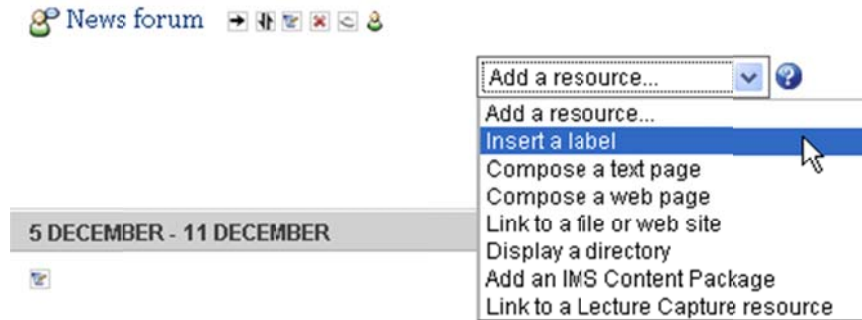 News forum
Add a resource...
Add a resource...
Insert a label
Compose a text page
Compose a web page
Link to a file or web site
5 DECEMBER - 11 DECEMBER
Display a directory
Add an IMS Content Package
Link to a Lecture Capture resource